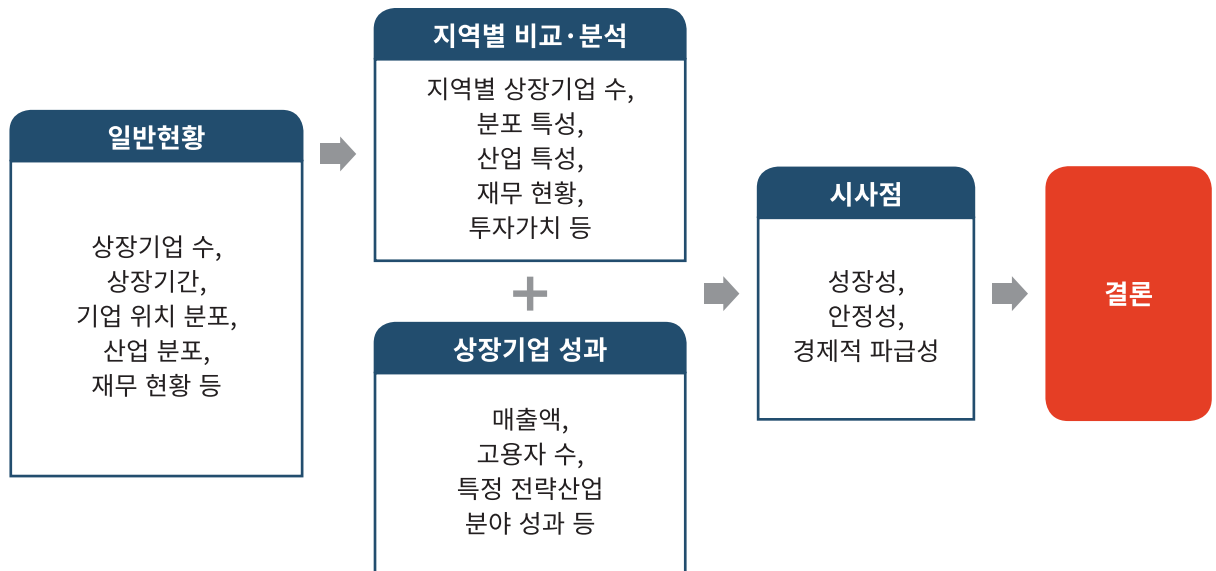 일반현황
상장기업 수,
상장기간,
기업 위치 분포,
산업 분포,
재무 현황 등
지역별 비교·분석
지역별 상장기업 수,
분포 특성,
산업 특성,
재무 현황,
투자가치 등
+
상장기업 성과
매출액,
고용자 수,
특정 전략산업
분야 성과 등
시사점
성장성,
안정성,
경제적 파급성
결론